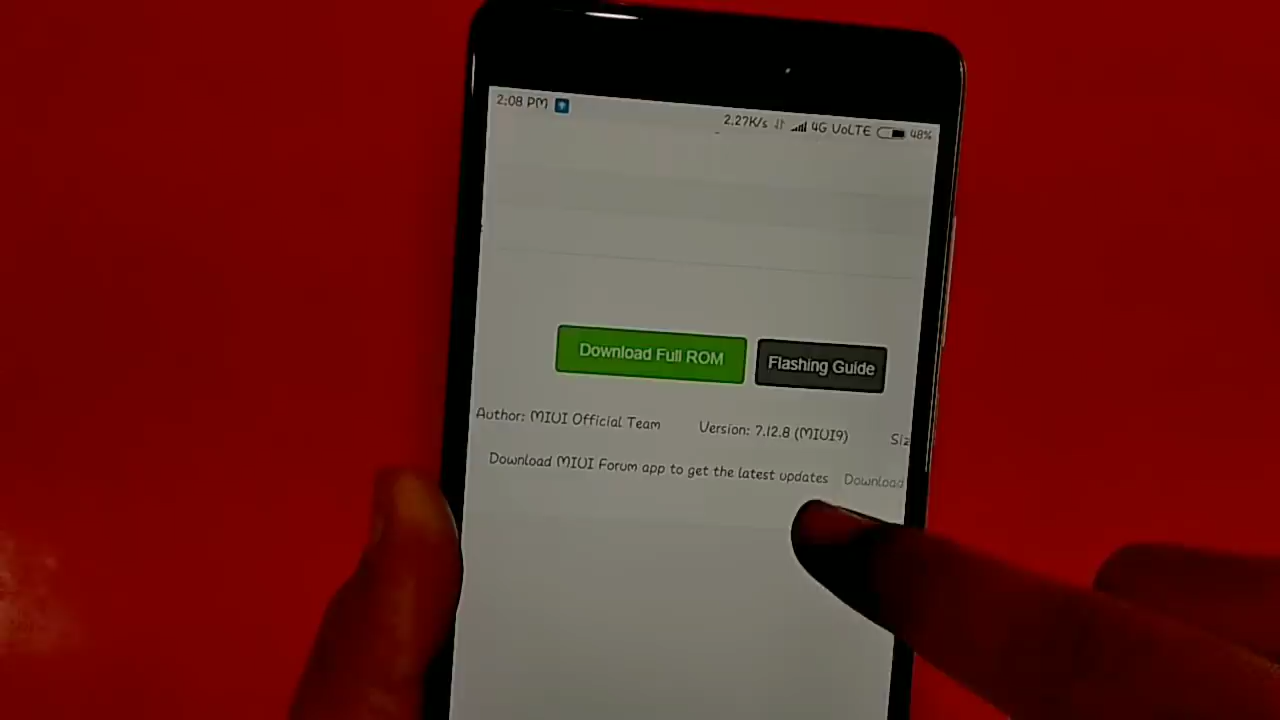 2:08 PM 2.27K/s 4G VoLTE 48%
Download Full ROM Flashing Guide
Author: MIUI Official Team Version: 7.12.8 (MIUI9) Siz
Download MIUI Forum app to get the latest updates Download